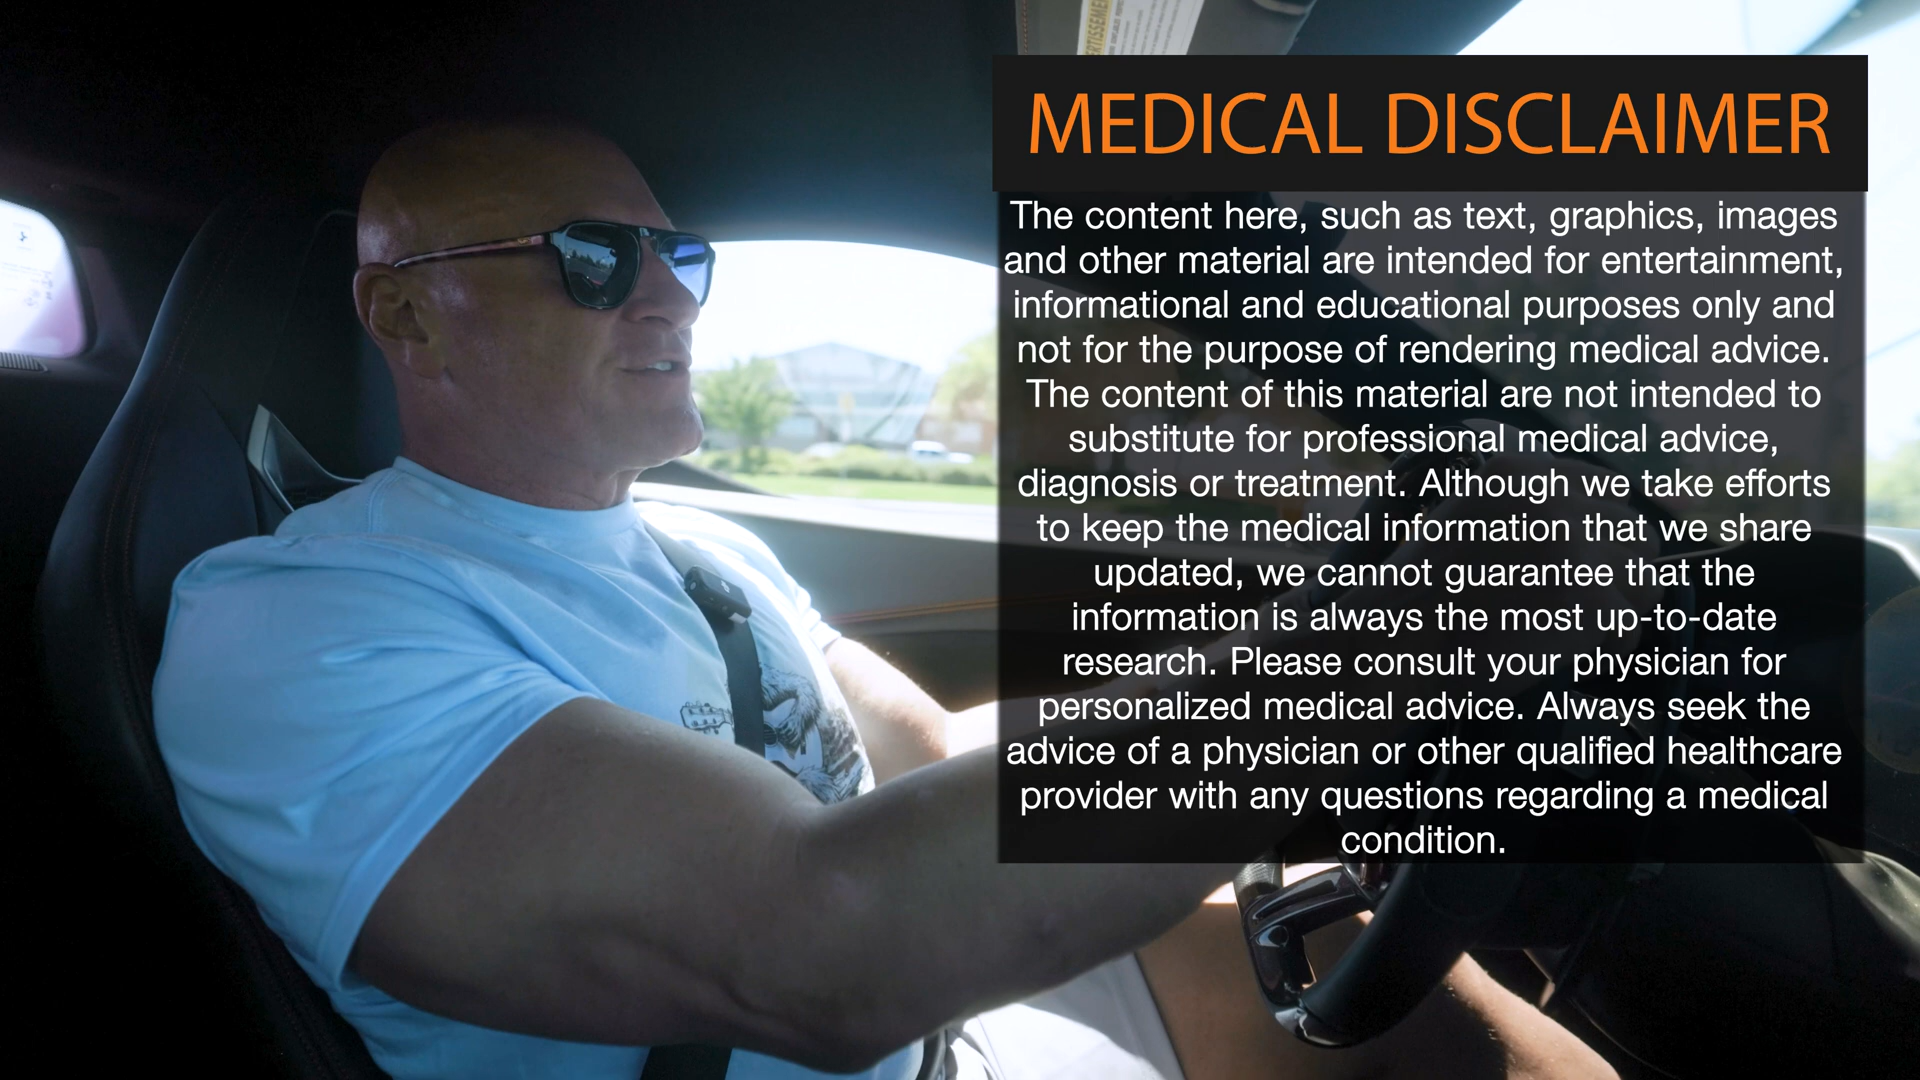 MEDICAL DISCLAIMER
The content here, such as text, graphics, images
and other material are intended for entertainment,
informational and educational purposes only and
not for the purpose of rendering medical advice.
The content of this material are not intended to
substitute for professional medical advice,
diagnosis or treatment. Although we take efforts
to keep the medical information that we share
updated, we cannot guarantee that the
information is always the most up-to-date
research. Please consult your physician for
personalized medical advice. Always seek the
advice of a physician or other qualified healthcare
provider with any questions regarding a medical
condition.